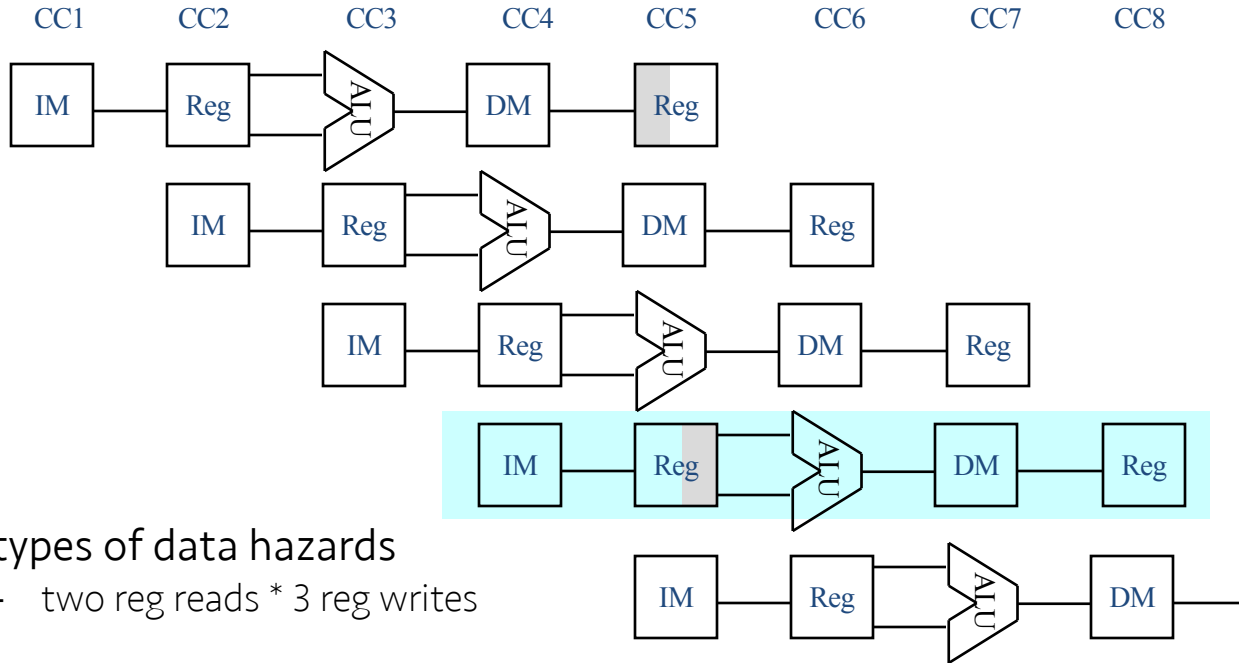 CC1 CC2 CC3 CC4 CC5 CC6 CC7 CC8
IM Reg ALU DM Reg
IM Reg ALU DM Reg
IM Reg ALU DM Reg
IM Reg ALU DM Reg
types of data hazards
two reg reads * 3 reg writes
IM Reg ALU DM